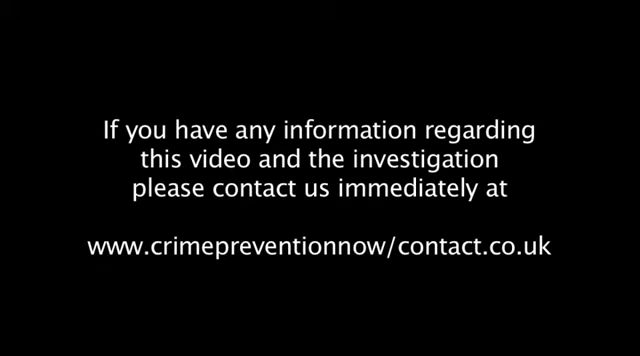 If you have any information regarding
this video and the investigation
please contact us immediately at
www.crimepreventionnow/contact.co.uk